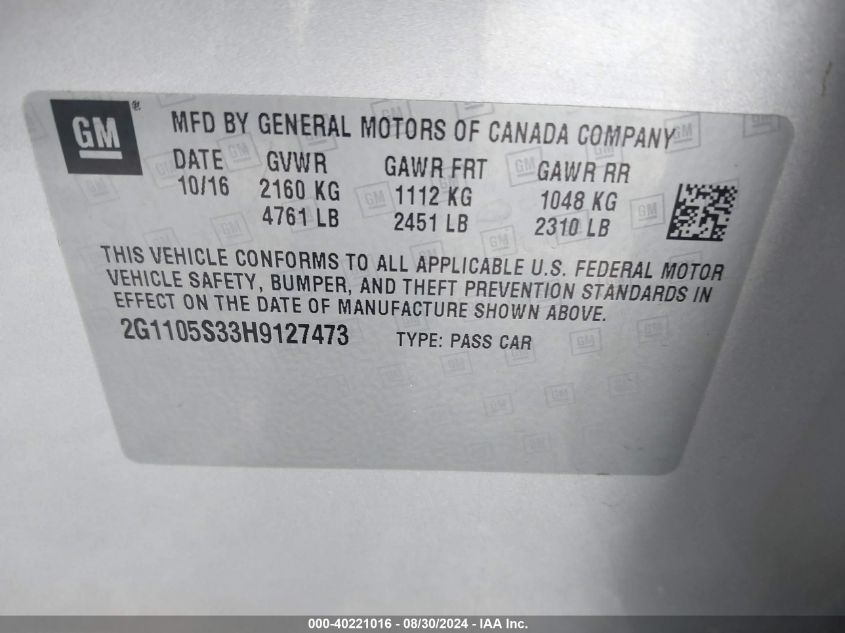 GM ®
MFD BY GENERAL MOTORS OF CANADA COMPANY
DATE GVWR GAWR FRT GAWR RR
10/16 2160 KG 1112 KG 1048 KG
4761 LB 2451 LB 2310 LB
THIS VEHICLE CONFORMS TO ALL APPLICABLE U.S. FEDERAL MOTOR
VEHICLE SAFETY, BUMPER, AND THEFT PREVENTION STANDARDS IN
EFFECT ON THE DATE OF MANUFACTURE SHOWN ABOVE.
2G1105S33H9127473 TYPE: PASS CAR
000-40221016 - 08/30/2024 - IAA Inc.